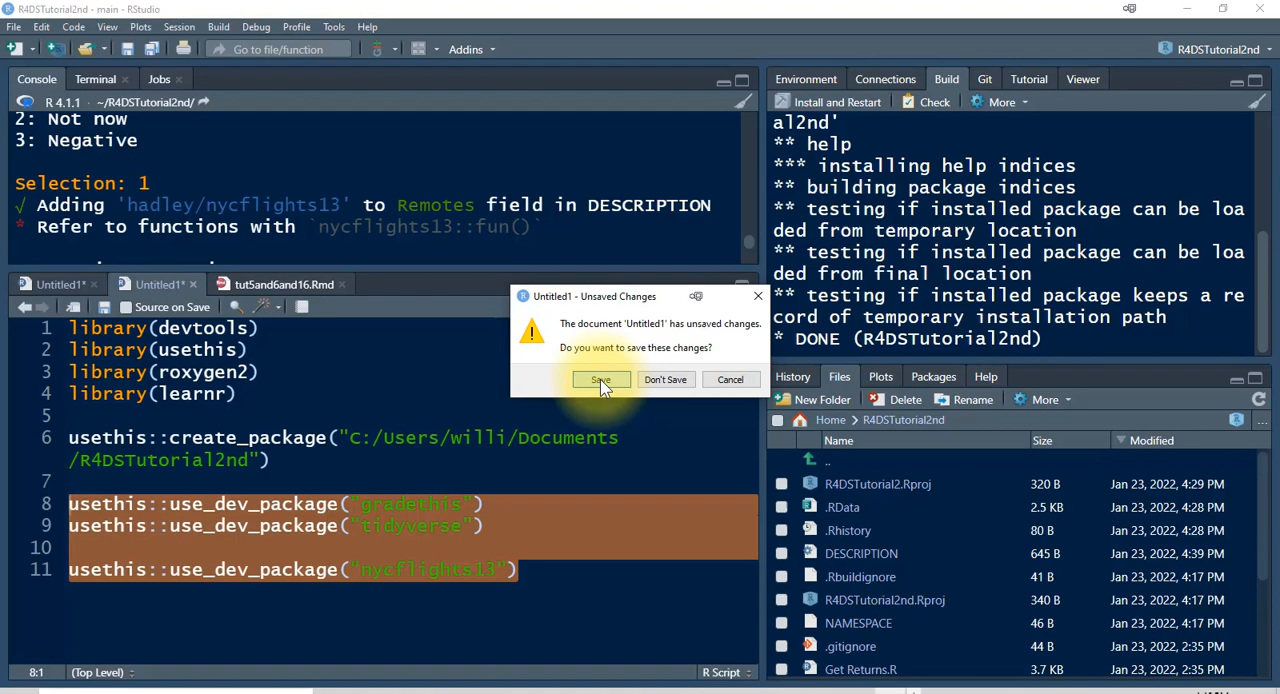 R4DSTutorial2nd - main - RStudio
File Edit Code View Plots Session Build Debug Profile Tools Help
Go to file/function Addins R4DSTutorial2nd
Console Terminal Jobs
R 4.1.1 · ~/R4DSTutorial2nd/
2: Not now
3: Negative
Selection: 1
√ Adding 'hadley/nycflights13' to Remotes field in DESCRIPTION
* Refer to functions with `nycflights13::fun()`
Untitled1* Untitled1* tut5and6and16.Rmd
Source on Save
1 library(devtools)
2 library(usethis)
3 library(roxygen2)
4 library(learnr)
5
6 usethis::create_package("C:/Users/willi/Documents
/R4DSTutorial2nd")
7
8 usethis::use_dev_package("gradethis")
9 usethis::use_dev_package("tidyverse")
10
11 usethis::use_dev_package("nycflights13")
8:1 (Top Level) R Script
Untitled1 - Unsaved Changes
The document 'Untitled1' has unsaved changes.
Do you want to save these changes?
Save Don't Save Cancel
Environment Connections Build Git Tutorial Viewer
Install and Restart Check More
al2nd'
** help
*** installing help indices
** building package indices
** testing if installed package can be loa
ded from temporary location
** testing if installed package can be loa
ded from final location
** testing if installed package keeps a re
cord of temporary installation path
* DONE (R4DSTutorial2nd)
History Files Plots Packages Help
New Folder Delete Rename More
Home > R4DSTutorial2nd ...
Name Size Modified
..
R4DSTutorial2.Rproj 320 B Jan 23, 2022, 4:29 PM
.RData 2.5 KB Jan 23, 2022, 4:28 PM
.Rhistory 80 B Jan 23, 2022, 4:28 PM
DESCRIPTION 645 B Jan 23, 2022, 4:39 PM
.Rbuildignore 41 B Jan 23, 2022, 4:17 PM
R4DSTutorial2nd.Rproj 340 B Jan 23, 2022, 4:17 PM
NAMESPACE 46 B Jan 23, 2022, 4:17 PM
.gitignore 44 B Jan 23, 2022, 2:35 PM
Get Returns.R 3.7 KB Jan 23, 2022, 2:35 PM